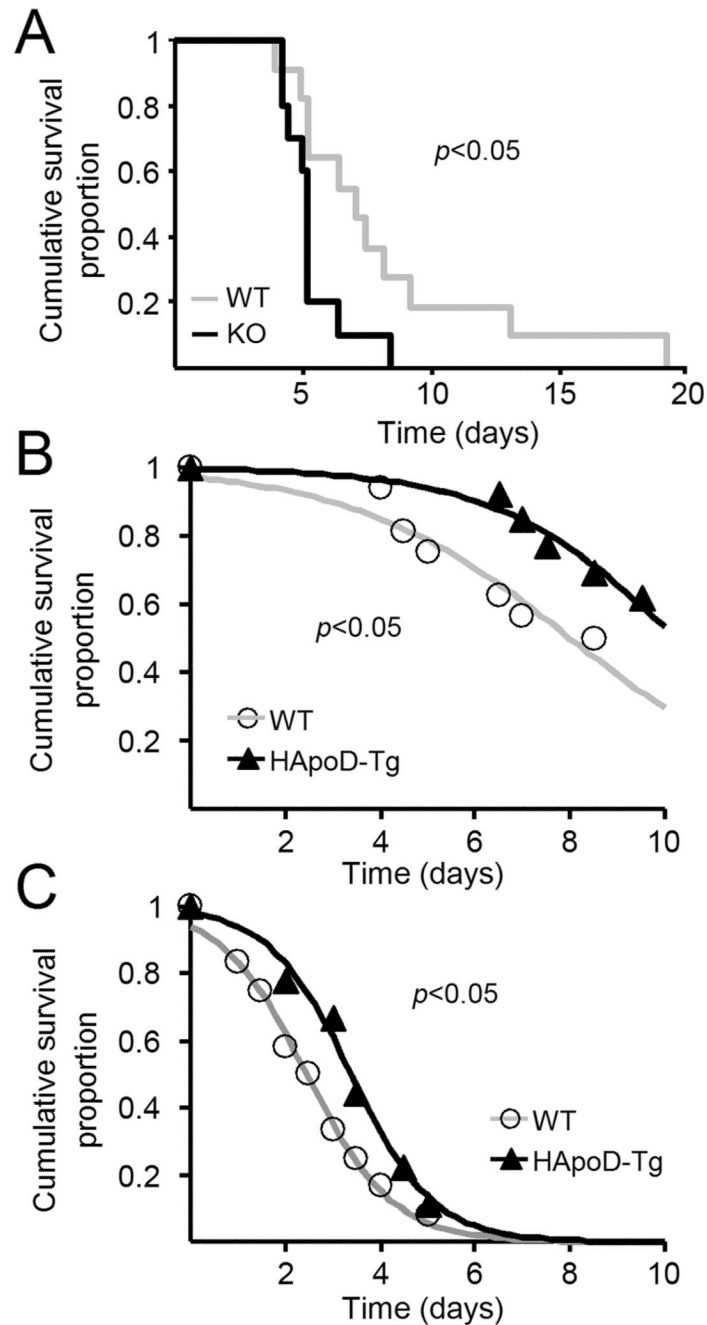 A
Cumulative survival
proportion
1
0.8
0.6
0.4
0.2
p<0.05
WT
KO
5
10
15
20
Time (days)
B
Cumulative survival
proportion
1
0.8
0.6
0.4
0.2
p<0.05
WT
HApoD-Tg
2
4
6
8
10
Time (days)
C
Cumulative survival
proportion
1
0.8
0.6
0.4
0.2
p<0.05
WT
HApoD-Tg
2
4
6
8
10
Time (days)